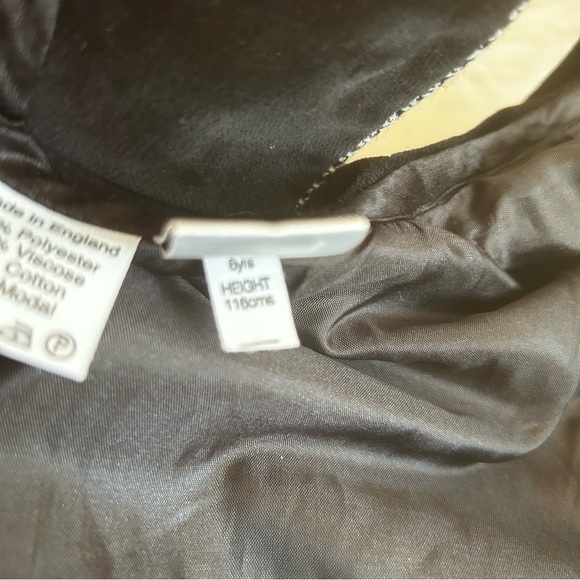 ade in England
% Polyester
% Viscose
Cotton
Modal
P
6yrs
HEIGHT
116cms